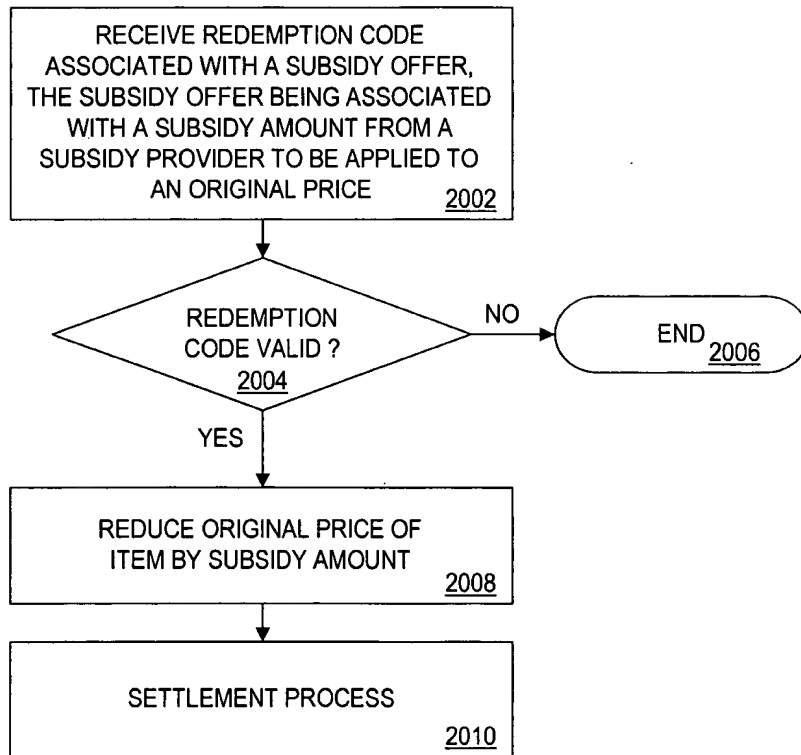 RECEIVE REDEMPTION CODE
ASSOCIATED WITH A SUBSIDY OFFER,
THE SUBSIDY OFFER BEING ASSOCIATED
WITH A SUBSIDY AMOUNT FROM A
SUBSIDY PROVIDER TO BE APPLIED TO
AN ORIGINAL PRICE
2002
REDEMPTION
CODE VALID ?
2004
NO
END
2006
YES
REDUCE ORIGINAL PRICE OF
ITEM BY SUBSIDY AMOUNT
2008
SETTLEMENT PROCESS
2010